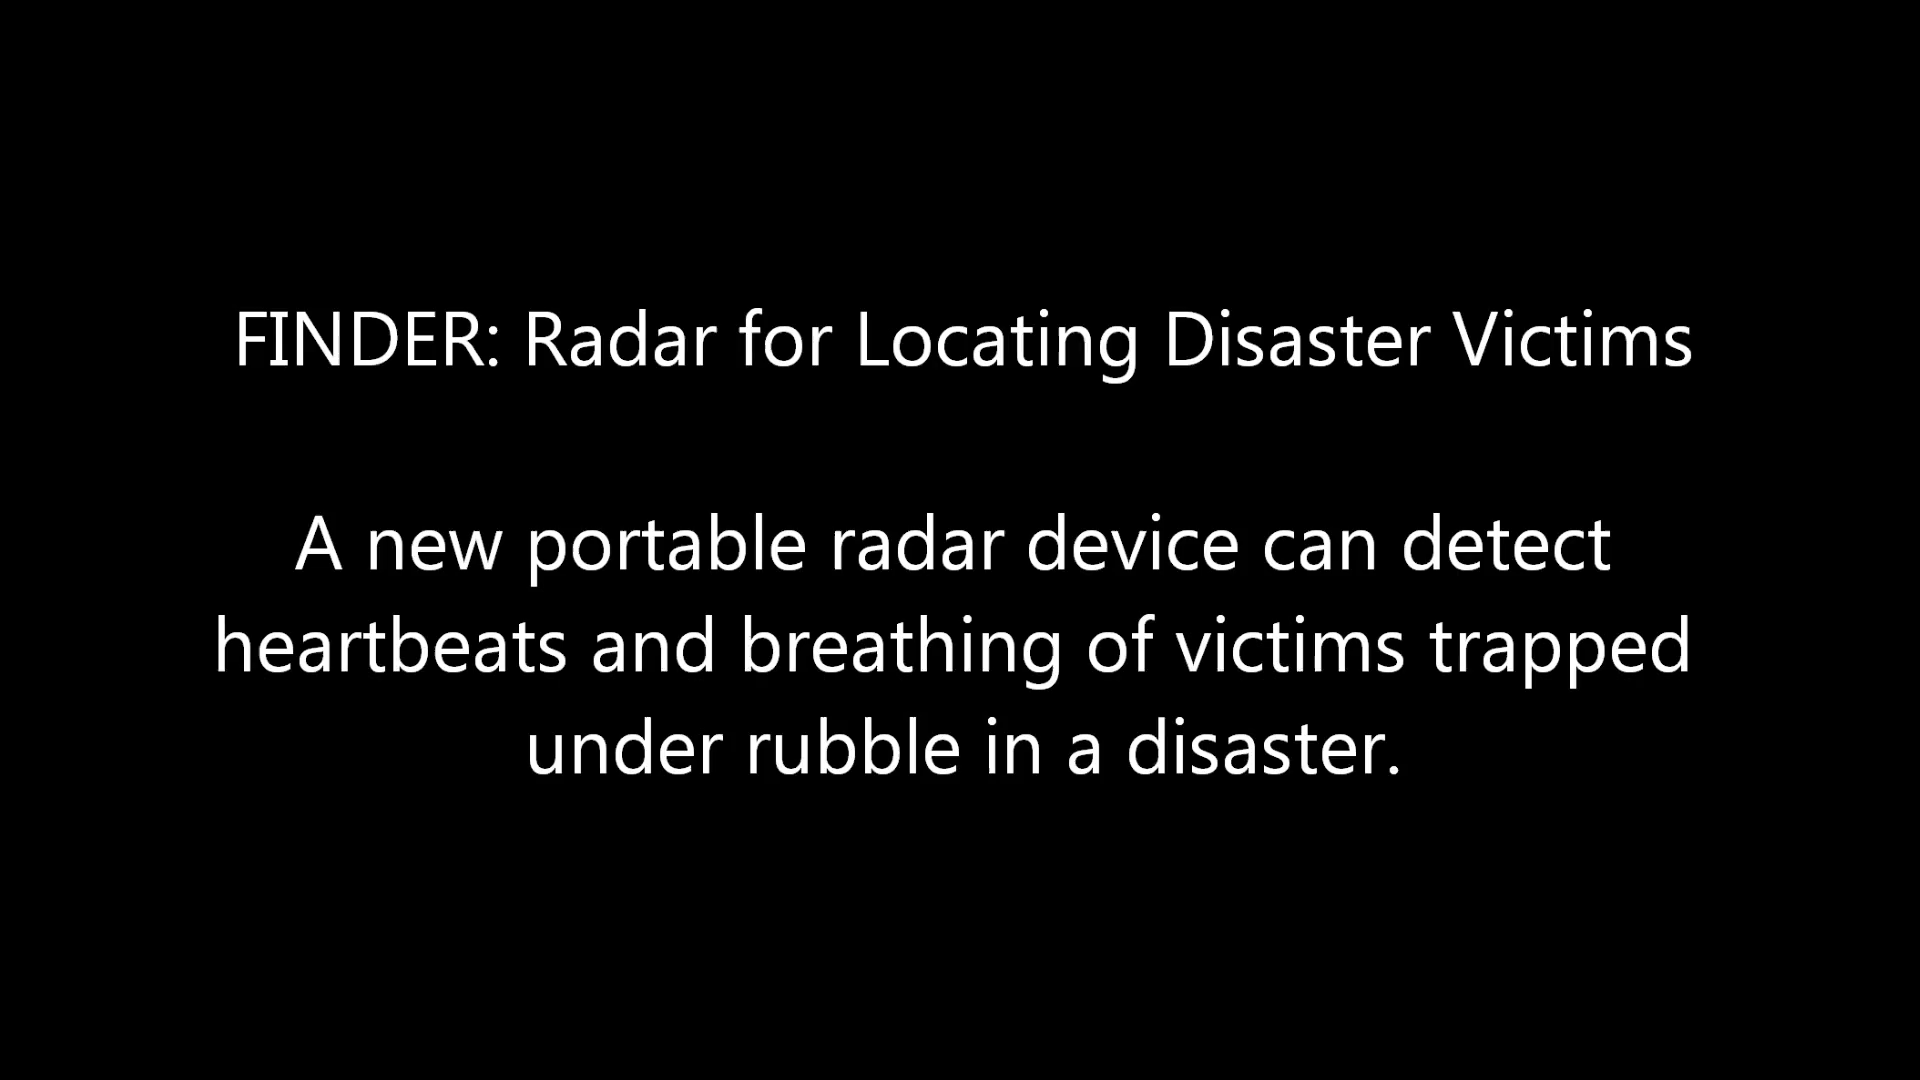 FINDER: Radar for Locating Disaster Victims
A new portable radar device can detect
heartbeats and breathing of victims trapped
under rubble in a disaster.